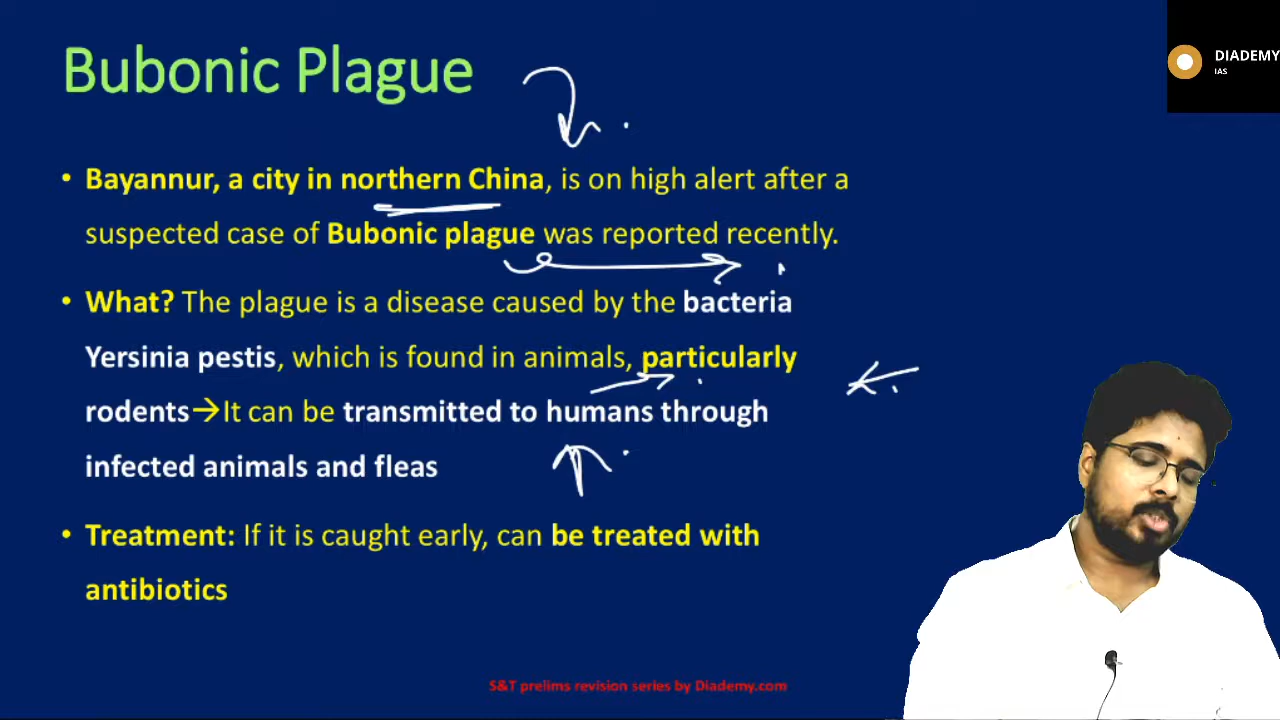 Bubonic Plague
DIADEMY
IAS
• Bayannur, a city in northern China, is on high alert after a
suspected case of Bubonic plague was reported recently.
• What? The plague is a disease caused by the bacteria
Yersinia pestis, which is found in animals, particularly
rodents→It can be transmitted to humans through
infected animals and fleas
• Treatment: If it is caught early, can be treated with
antibiotics
S&T prelims revision series by Diademy.com